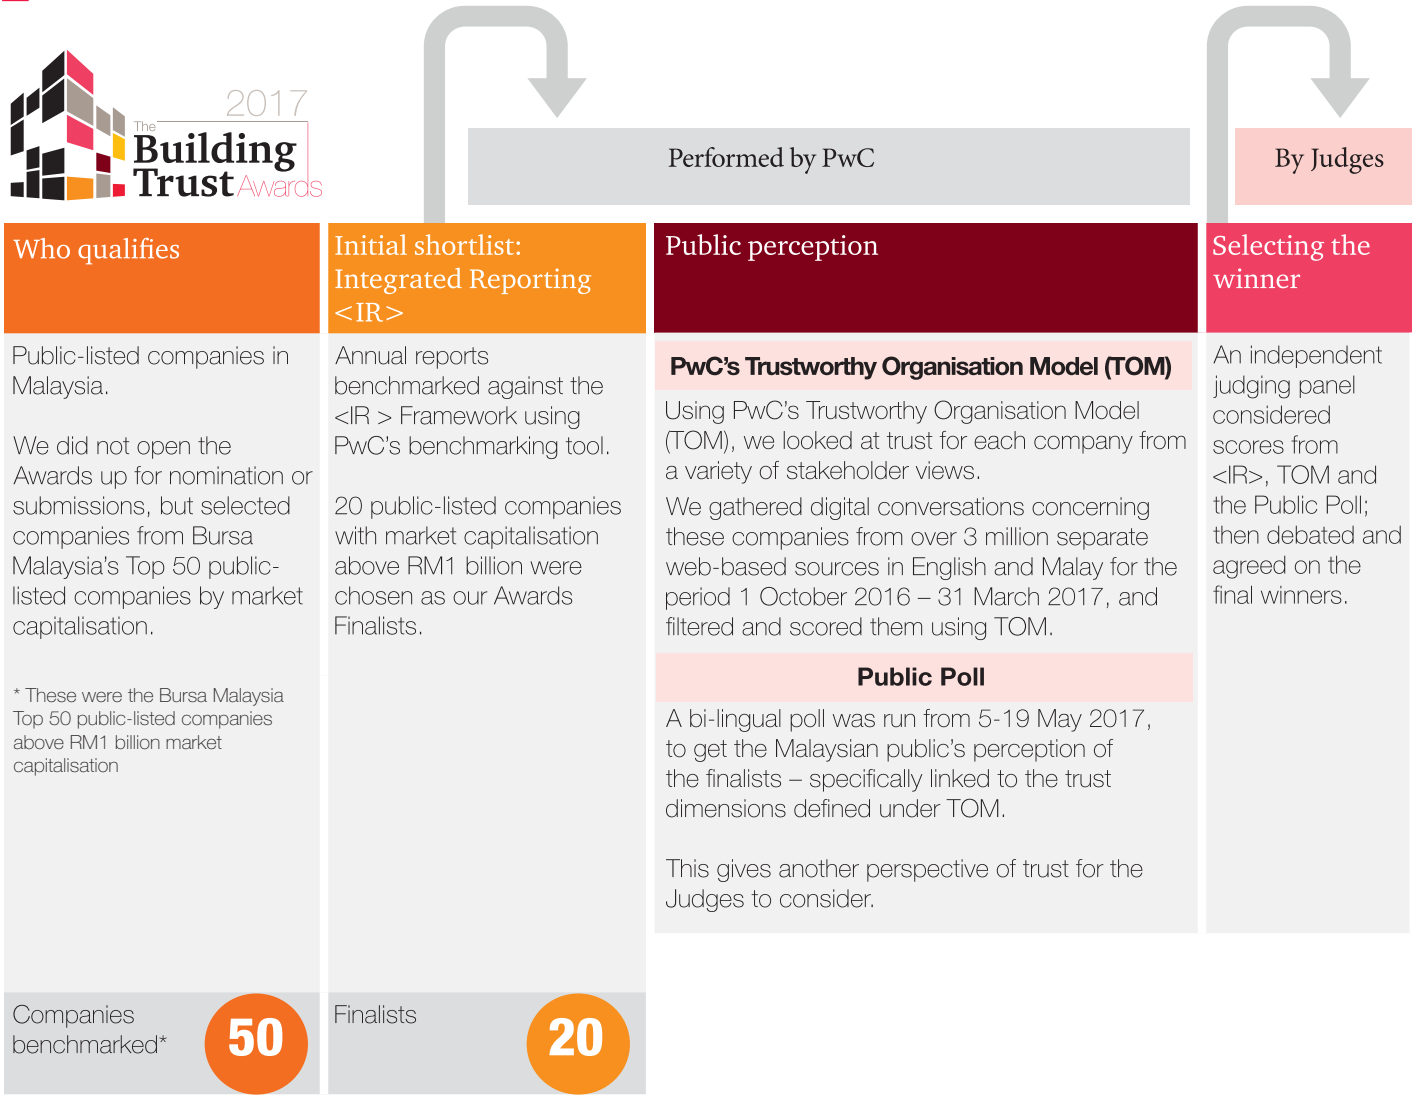 2017
The
Building
Trust Awards
Performed by PwC
By Judges
Who qualifies
Public-listed companies in
Malaysia.
We did not open the
Awards up for nomination or
submissions, but selected
companies from Bursa
Malaysia’s Top 50 public-
listed companies by market
capitalisation.
* These were the Bursa Malaysia
Top 50 public-listed companies
above RM1 billion market
capitalisation
Companies
benchmarked*
50
Initial shortlist:
Integrated Reporting
<IR>
Annual reports
benchmarked against the
<IR > Framework using
PwC’s benchmarking tool.
20 public-listed companies
with market capitalisation
above RM1 billion were
chosen as our Awards
Finalists.
Finalists
20
Public perception
PwC’s Trustworthy Organisation Model (TOM)
Using PwC’s Trustworthy Organisation Model
(TOM), we looked at trust for each company from
a variety of stakeholder views.
We gathered digital conversations concerning
these companies from over 3 million separate
web-based sources in English and Malay for the
period 1 October 2016 – 31 March 2017, and
filtered and scored them using TOM.
Public Poll
A bi-lingual poll was run from 5-19 May 2017,
to get the Malaysian public’s perception of
the finalists – specifically linked to the trust
dimensions defined under TOM.
This gives another perspective of trust for the
Judges to consider.
Selecting the
winner
An independent
judging panel
considered
scores from
<IR>, TOM and
the Public Poll;
then debated and
agreed on the
final winners.